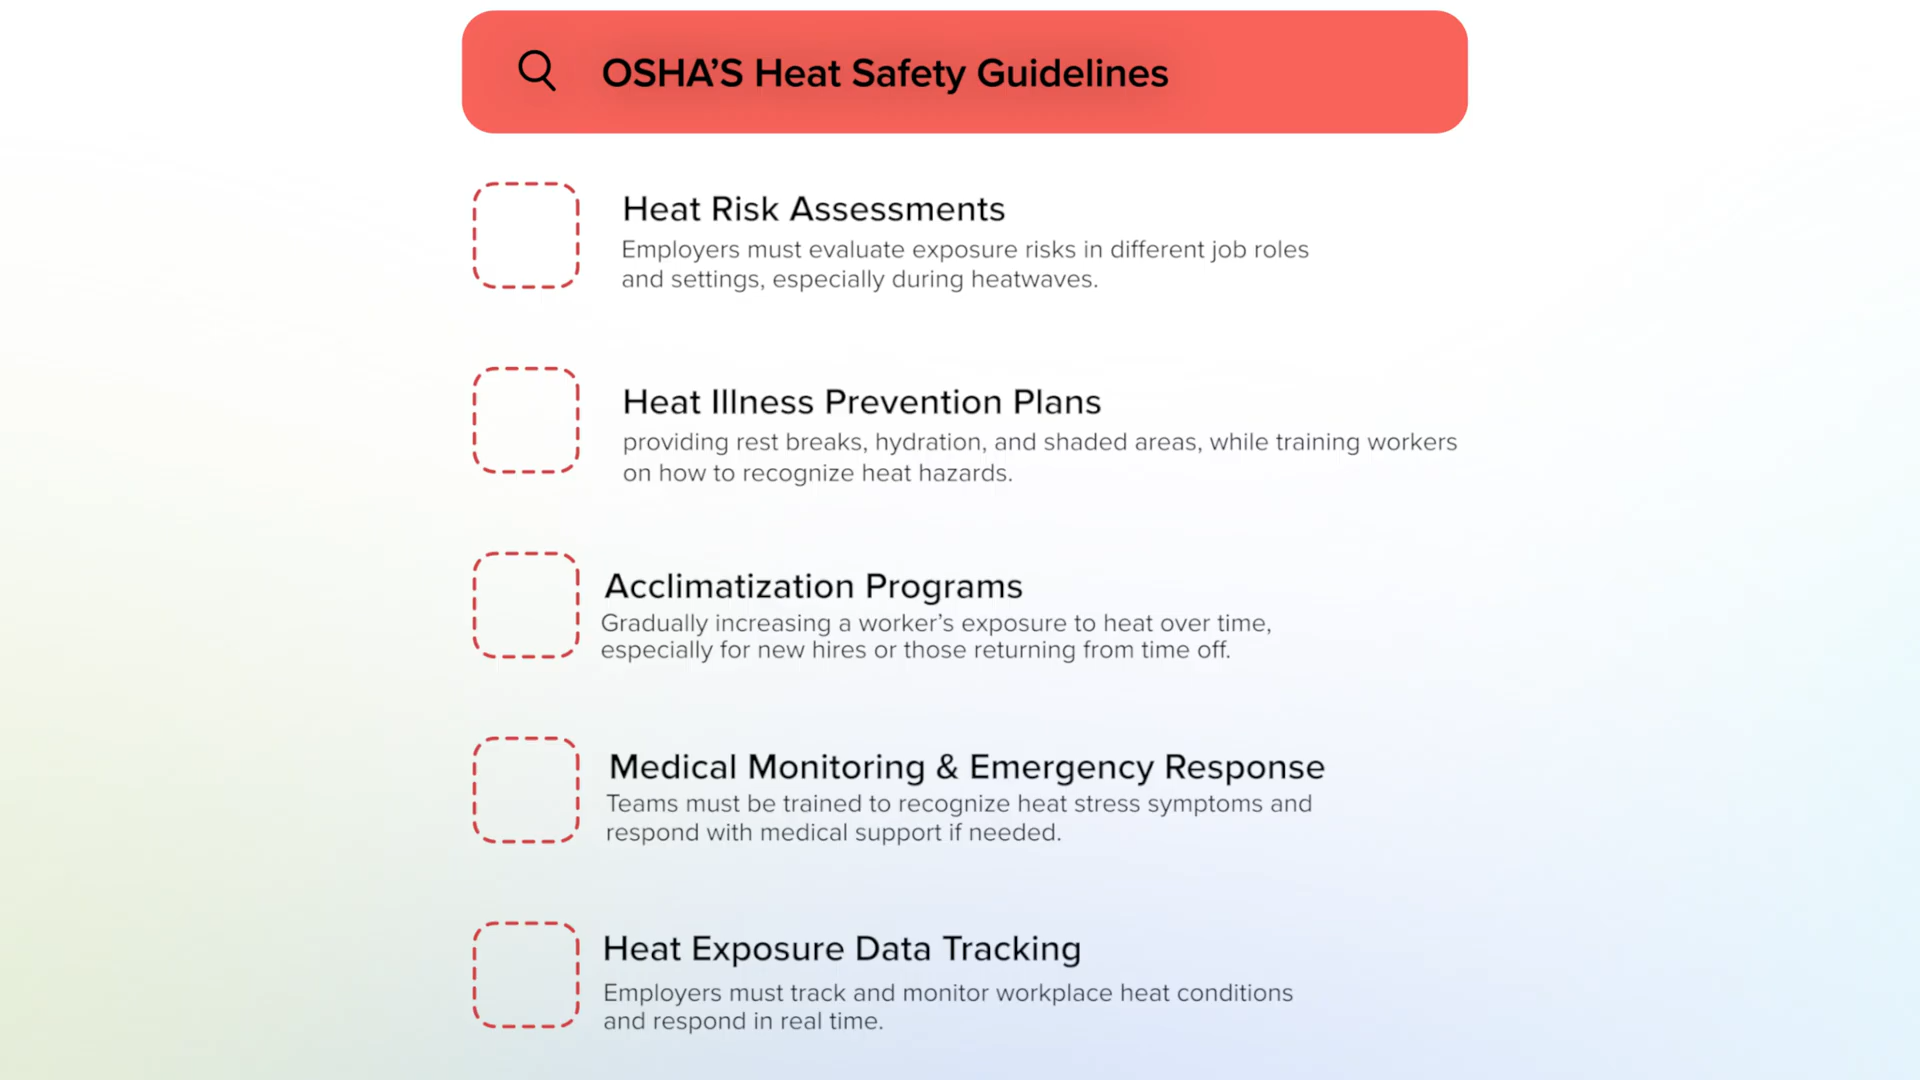 OSHA’S Heat Safety Guidelines
Heat Risk Assessments
Employers must evaluate exposure risks in different job roles
and settings, especially during heatwaves.
Heat Illness Prevention Plans
providing rest breaks, hydration, and shaded areas, while training workers
on how to recognize heat hazards.
Acclimatization Programs
Gradually increasing a worker’s exposure to heat over time,
especially for new hires or those returning from time off.
Medical Monitoring & Emergency Response
Teams must be trained to recognize heat stress symptoms and
respond with medical support if needed.
Heat Exposure Data Tracking
Employers must track and monitor workplace heat conditions
and respond in real time.